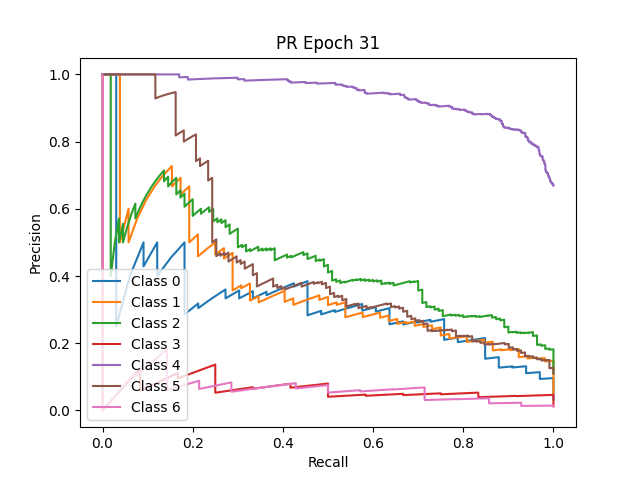 PR Epoch 31
Precision
1.0
0.8
0.6
0.4
0.2
0.0
Class 0
Class 1
Class 2
Class 3
Class 4
Class 5
Class 6
0.0 0.2 0.4 0.6 0.8 1.0
Recall